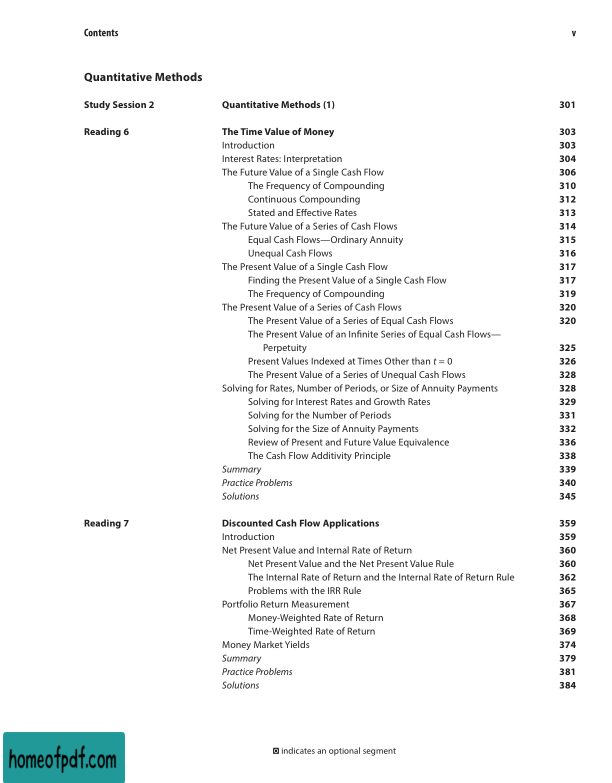 Contents v
Quantitative Methods
Study Session 2 Quantitative Methods (1) 301
Reading 6 The Time Value of Money 303
Introduction 303
Interest Rates: Interpretation 304
The Future Value of a Single Cash Flow 306
The Frequency of Compounding 310
Continuous Compounding 312
Stated and Effective Rates 313
The Future Value of a Series of Cash Flows 314
Equal Cash Flows—Ordinary Annuity 315
Unequal Cash Flows 316
The Present Value of a Single Cash Flow 317
Finding the Present Value of a Single Cash Flow 317
The Frequency of Compounding 319
The Present Value of a Series of Cash Flows 320
The Present Value of a Series of Equal Cash Flows 320
The Present Value of an Infinite Series of Equal Cash Flows—
Perpetuity 325
Present Values Indexed at Times Other than t = 0 326
The Present Value of a Series of Unequal Cash Flows 328
Solving for Rates, Number of Periods, or Size of Annuity Payments 328
Solving for Interest Rates and Growth Rates 329
Solving for the Number of Periods 331
Solving for the Size of Annuity Payments 332
Review of Present and Future Value Equivalence 336
The Cash Flow Additivity Principle 338
Summary 339
Practice Problems 340
Solutions 345
Reading 7 Discounted Cash Flow Applications 359
Introduction 359
Net Present Value and Internal Rate of Return 360
Net Present Value and the Net Present Value Rule 360
The Internal Rate of Return and the Internal Rate of Return Rule 362
Problems with the IRR Rule 365
Portfolio Return Measurement 367
Money-Weighted Rate of Return 368
Time-Weighted Rate of Return 369
Money Market Yields 374
Summary 379
Practice Problems 381
Solutions 384
indicates an optional segment
homeofpdf.com